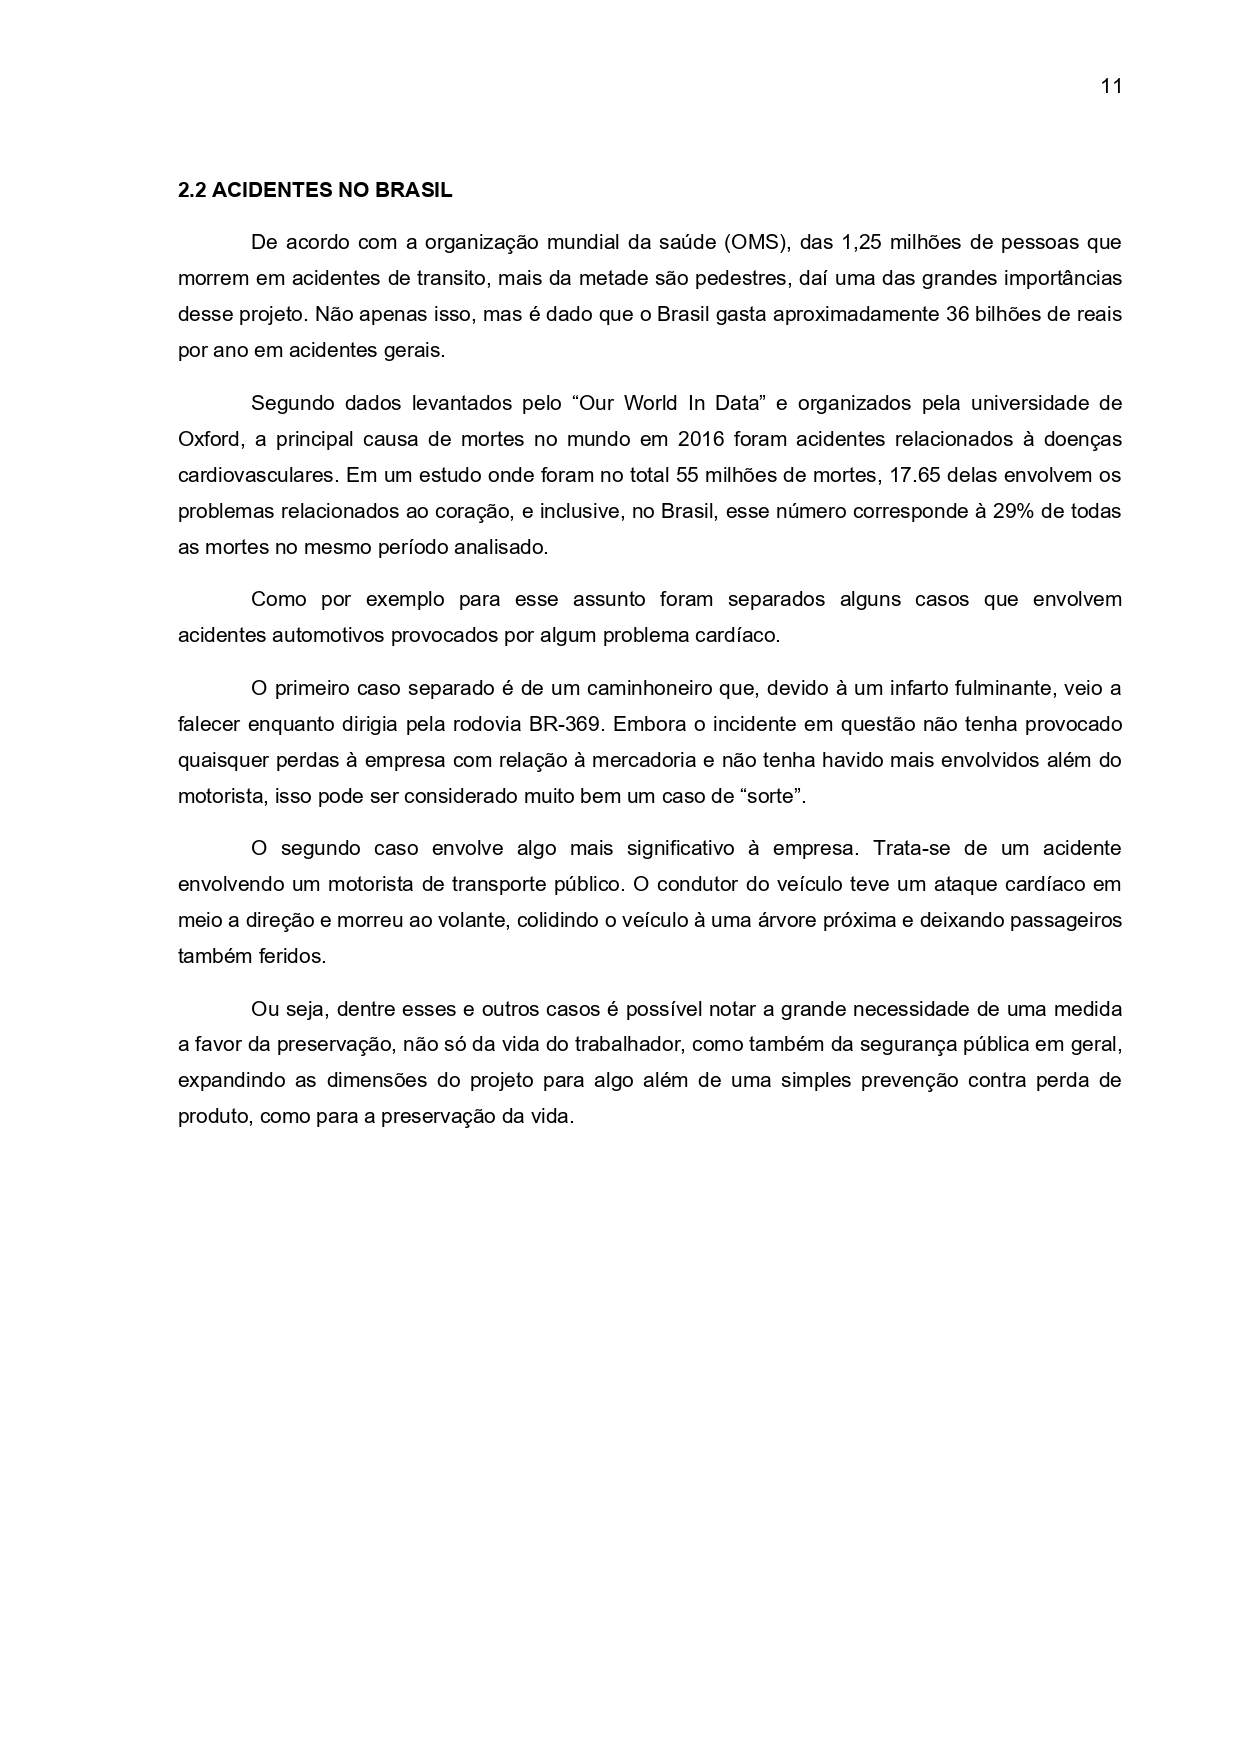 11
2.2 ACIDENTES NO BRASIL
De acordo com a organização mundial da saúde (OMS), das 1,25 milhões de pessoas que
morrem em acidentes de transito, mais da metade são pedestres, daí uma das grandes importâncias
desse projeto. Não apenas isso, mas é dado que o Brasil gasta aproximadamente 36 bilhões de reais
por ano em acidentes gerais.
Segundo dados levantados pelo “Our World In Data” e organizados pela universidade de
Oxford, a principal causa de mortes no mundo em 2016 foram acidentes relacionados à doenças
cardiovasculares. Em um estudo onde foram no total 55 milhões de mortes, 17.65 delas envolvem os
problemas relacionados ao coração, e inclusive, no Brasil, esse número corresponde à 29% de todas
as mortes no mesmo período analisado.
Como por exemplo para esse assunto foram separados alguns casos que envolvem
acidentes automotivos provocados por algum problema cardíaco.
O primeiro caso separado é de um caminhoneiro que, devido à um infarto fulminante, veio a
falecer enquanto dirigia pela rodovia BR-369. Embora o incidente em questão não tenha provocado
quaisquer perdas à empresa com relação à mercadoria e não tenha havido mais envolvidos além do
motorista, isso pode ser considerado muito bem um caso de “sorte”.
O segundo caso envolve algo mais significativo à empresa. Trata-se de um acidente
envolvendo um motorista de transporte público. O condutor do veículo teve um ataque cardíaco em
meio a direção e morreu ao volante, colidindo o veículo à uma árvore próxima e deixando passageiros
também feridos.
Ou seja, dentre esses e outros casos é possível notar a grande necessidade de uma medida
a favor da preservação, não só da vida do trabalhador, como também da segurança pública em geral,
expandindo as dimensões do projeto para algo além de uma simples prevenção contra perda de
produto, como para a preservação da vida.